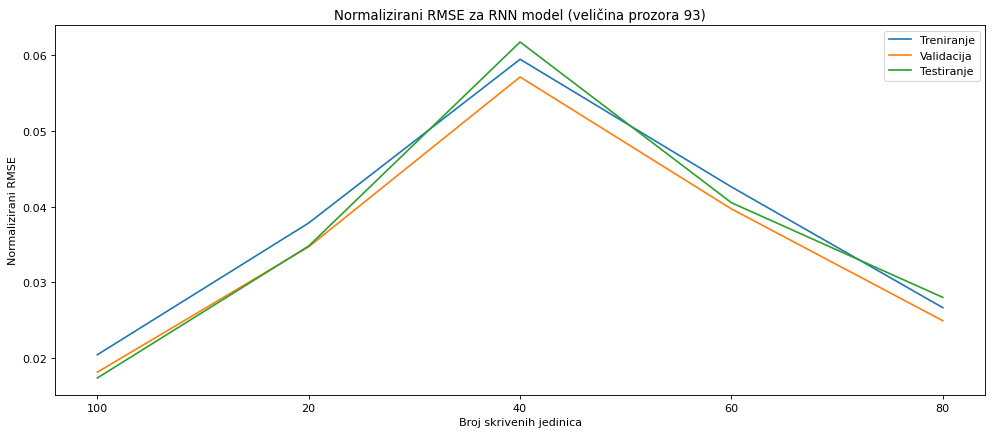 Normalizirani RMSE za RNN model (veličina prozora 93)
Treniranje
Validacija
Testiranje
Normalizirani RMSE
0.06
0.05
0.04
0.03
0.02
100 20 40 60 80
Broj skrivenih jedinica